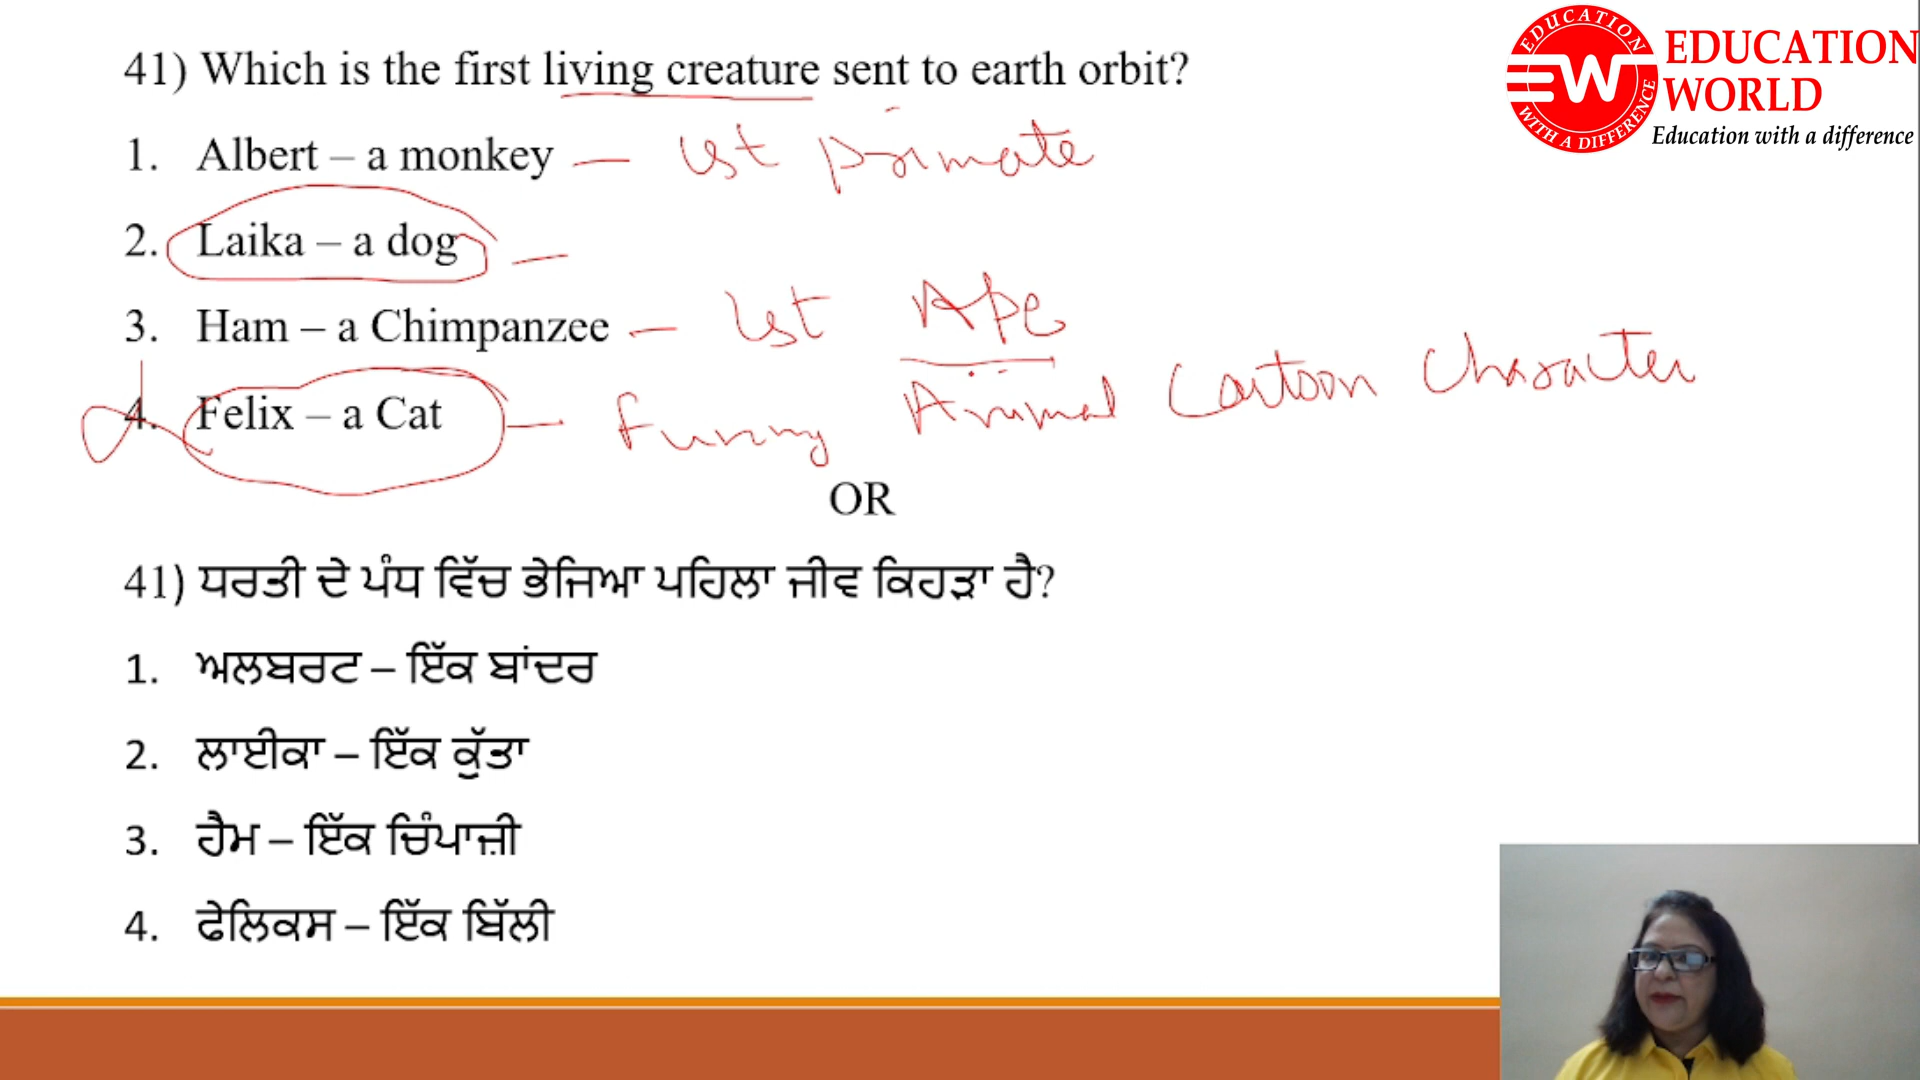 41) Which is the first living creature sent to earth orbit?
1. Albert – a monkey — 1st primate
2. Laika – a dog —
3. Ham – a Chimpanzee — 1st Ape
4. Felix – a Cat — Funny Animal Cartoon Character
OR
41) ਧਰਤੀ ਦੇ ਪੰਧ ਵਿੱਚ ਭੇਜਿਆ ਪਹਿਲਾ ਜੀਵ ਕਿਹੜਾ ਹੈ?
1. ਅਲਬਰਟ – ਇੱਕ ਬਾਂਦਰ
2. ਲਾਈਕਾ – ਇੱਕ ਕੁੱਤਾ
3. ਹੈਮ – ਇੱਕ ਚਿੰਪਾਜ਼ੀ
4. ਫੇਲਿਕਸ – ਇੱਕ ਬਿੱਲੀ
EDUCATION
EW
WITH A DIFFERENCE
EDUCATION
WORLD
Education with a difference